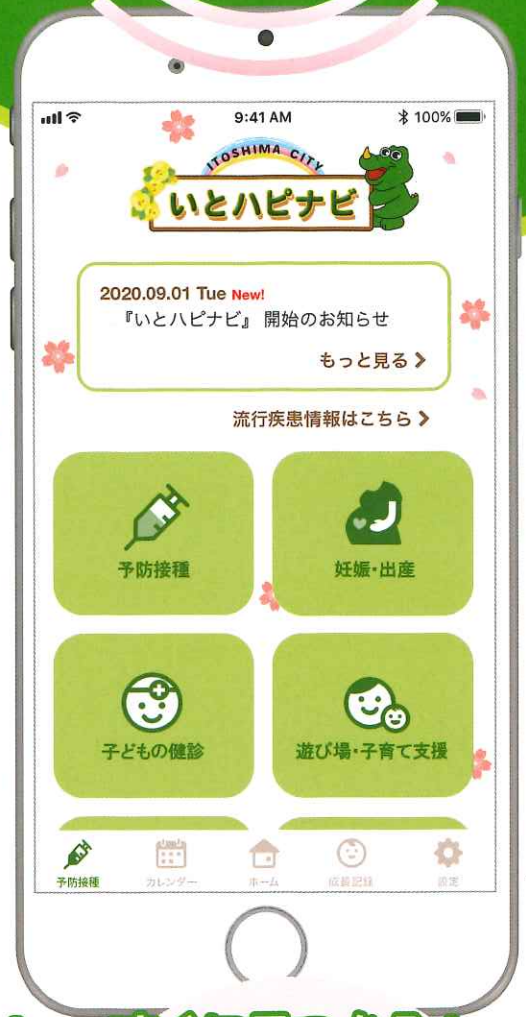 9:41 AM
100%
ITOSHIMA CITY
いとハピナビ
2020.09.01 Tue New!
『いとハピナビ』 開始のお知らせ
もっと見る
流行疾患情報はこちら
予防接種
妊娠・出産
子どもの健診
遊び場・子育て支援
予防接種
カレンダー
ホーム
成長記録
設定